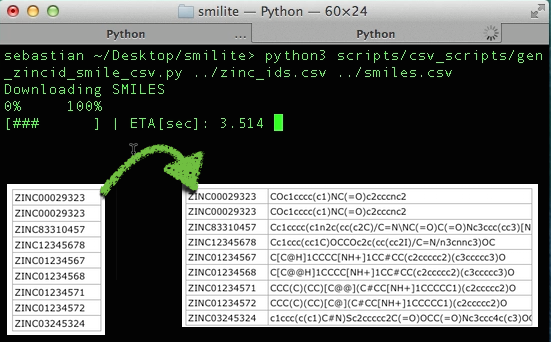 smilite — Python — 60×24
Python ... Python
sebastian ~/Desktop/smilite> python3 scripts/csv_scripts/gen
_zincid_smile_csv.py ../zinc_ids.csv ../smiles.csv
Downloading SMILES
0% 100%
[### ] | ETA[sec]: 3.514
ZINC00029323
ZINC00029323
ZINC83310457
ZINC12345678
ZINC01234567
ZINC01234568
ZINC01234571
ZINC01234572
ZINC03245324
ZINC00029323 COc1cccc(c1)NC(=O)c2cccnc2
ZINC00029323 COc1cccc(c1)NC(=O)c2cccnc2
ZINC83310457 Cc1cccc(c1n2c(cc(c2C)/C=N\NC(=O)C(=O)Nc3ccc(cc3)[N
ZINC12345678 Cc1ccc(cc1C)OCCOc2c(cc(cc2I)/C=N/n3cnnc3)OC
ZINC01234567 C[C@H]1CCCC[NH+]1CC#CC(c2ccccc2)(c3ccccc3)O
ZINC01234568 C[C@@H]1CCCC[NH+]1CC#CC(c2ccccc2)(c3ccccc3)O
ZINC01234571 CCC(C)(CC)[C@@](C#CC[NH+]1CCCCC1)(c2ccccc2)O
ZINC01234572 CCC(C)(CC)[C@](C#CC[NH+]1CCCCC1)(c2ccccc2)O
ZINC03245324 c1ccc(c(c1)C#N)Sc2ccccc2C(=O)OCC(=O)Nc3ccc4c(c3)OC